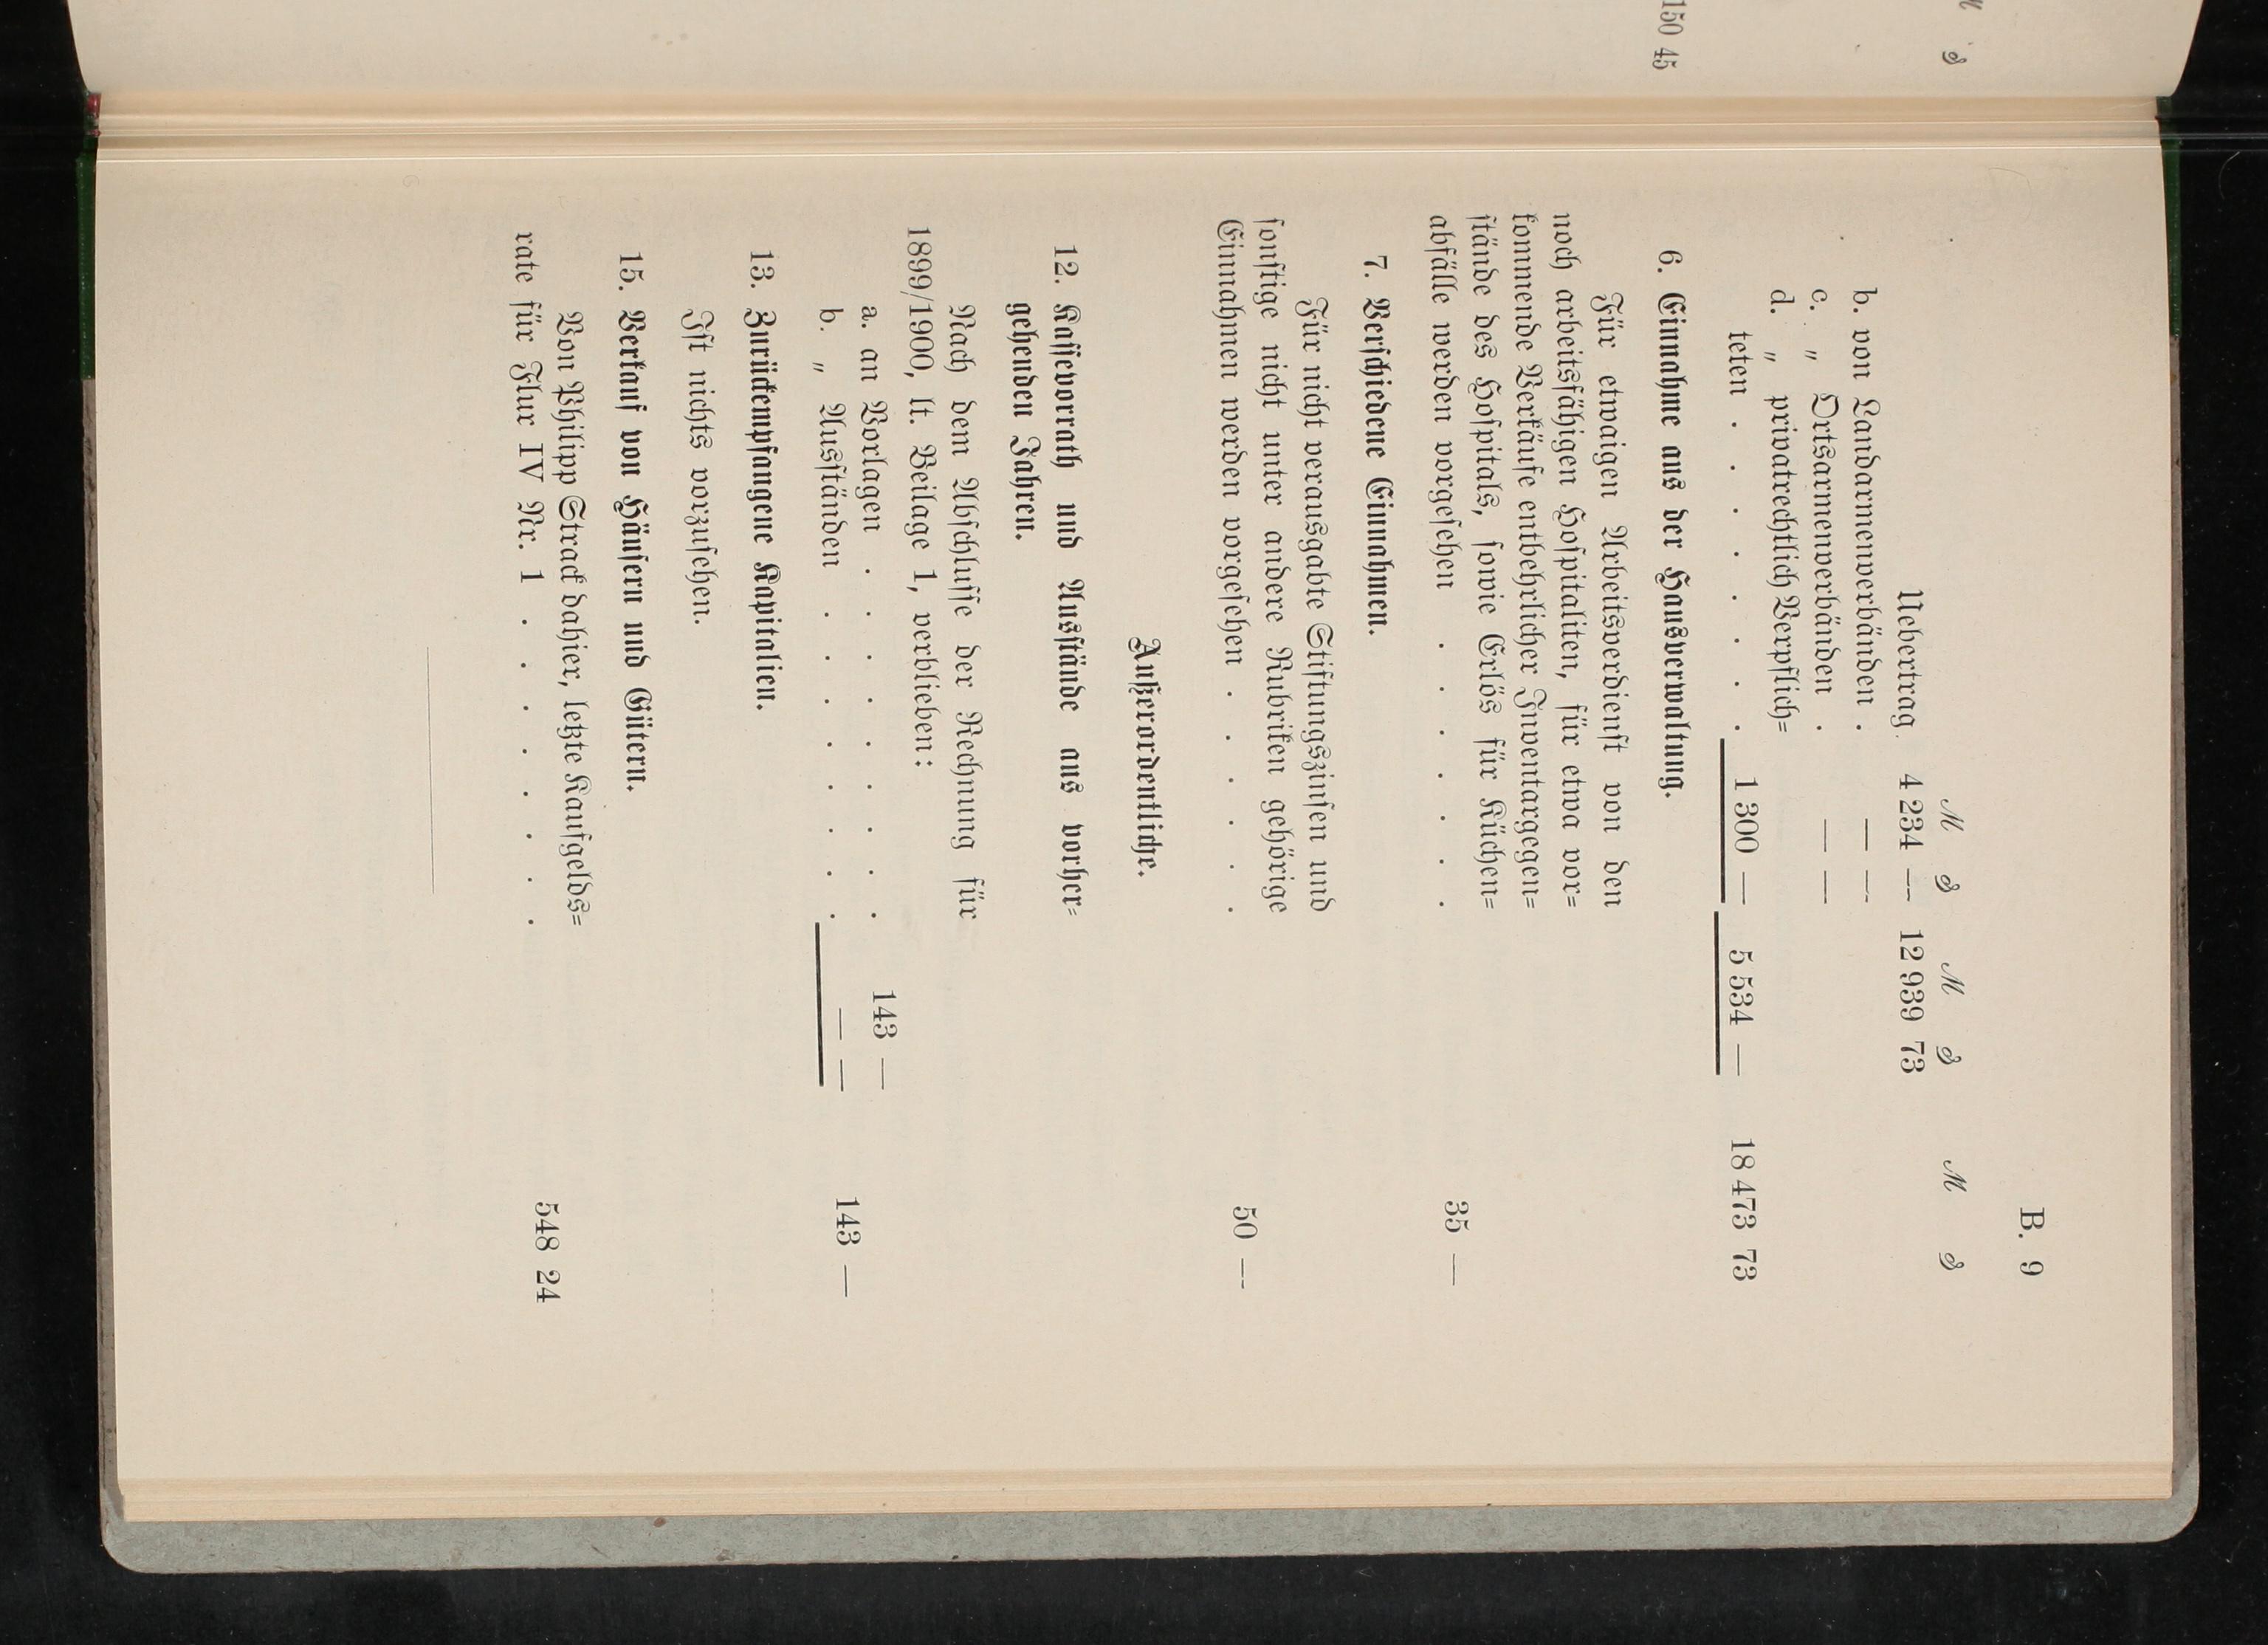 B. 9
ℳ ₰ ℳ ₰ ℳ ₰
Uebertrag 4 234 — 12 939 73
b. von Landarmenverbänden . — —
c. „ Ortsarmenverbänden . — —
d. „ privatrechtlich Verpflich=
teten . . . . . . . . 1 300 — 5 534 — 18 473 73
6. Einnahme aus der Hausverwaltung.
Für etwaigen Arbeitsverdienst von den
noch arbeitsfähigen Hospitaliten, für etwa vor=
kommende Verkäufe entbehrlicher Inventargegen=
stände des Hospitals, sowie Erlös für Küchen=
abfälle werden vorgesehen . . . . . . . 35 —
7. Verschiedene Einnahmen.
Für nicht verausgabte Stiftungszinsen und
sonstige nicht unter andere Rubriken gehörige
Einnahmen werden vorgesehen . . . . . . 50 —
Außerordentliche.
12. Kassevorrath und Ausstände aus vorher=
gehenden Jahren.
Nach dem Abschlusse der Rechnung für
1899/1900, lt. Beilage 1, verblieben:
a. an Vorlagen . . . . . . . . . 143 —
b. „ Ausständen . . . . . . . . — — 143 —
13. Zurückempfangene Kapitalien.
Ist nichts vorzusehen.
15. Verkauf von Häusern und Gütern.
Von Philipp Strack dahier, letzte Kaufgelds=
rate für Flur IV Nr. 1 . . . . . . . . 548 24
ℳ ₰
150 45